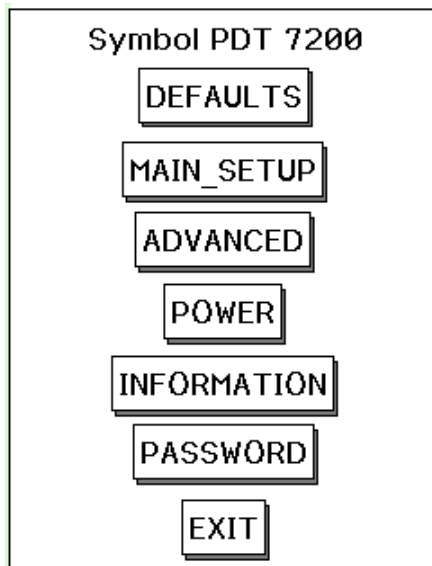 Symbol PDT 7200
DEFAULTS
MAIN_SETUP
ADVANCED
POWER
INFORMATION
PASSWORD
EXIT